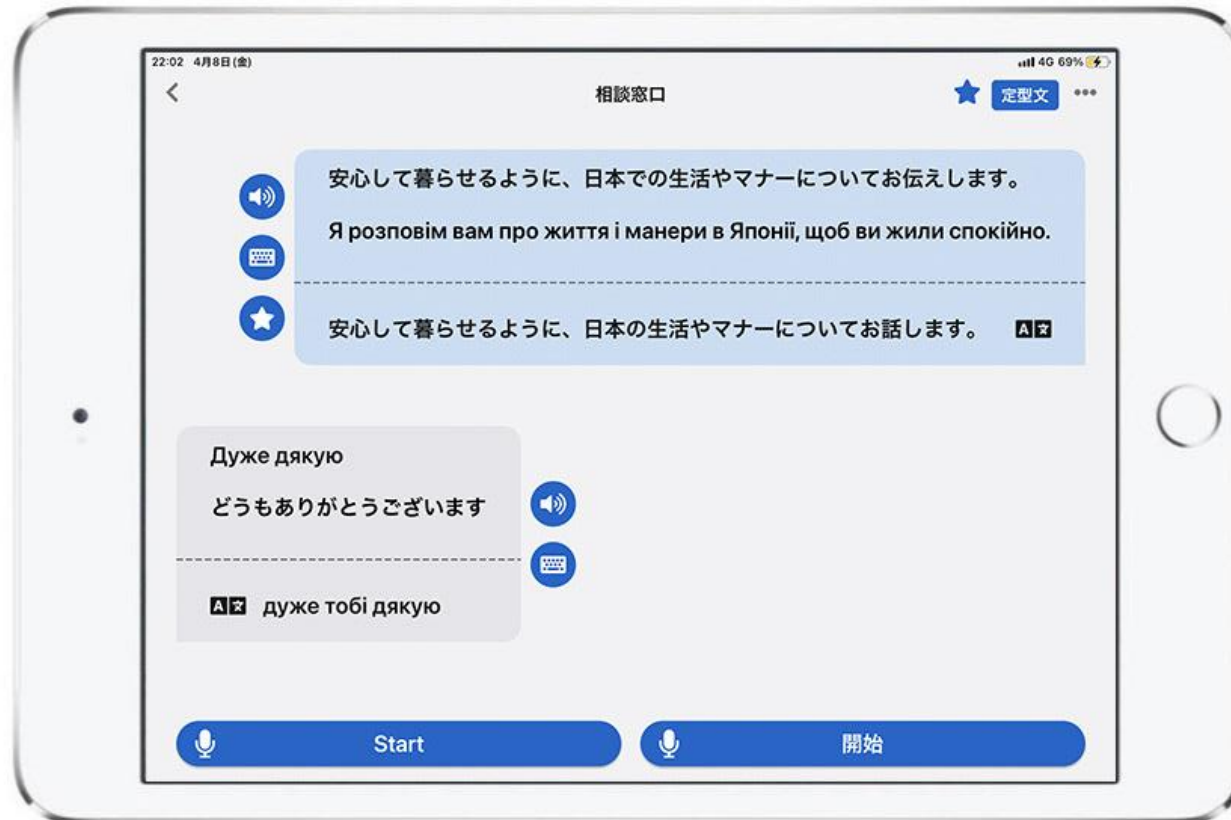 22:02 4月8日(金)
4G 69%
相談窓口
定型文
安心して暮らせるように、日本での生活やマナーについてお伝えします。
Я розповім вам про життя і манери в Японії, щоб ви жили спокійно.
安心して暮らせるように、日本の生活やマナーについてお話します。
A文
Дуже дякую
どうもありがとうございます
A文 дуже тобі дякую
Start
開始